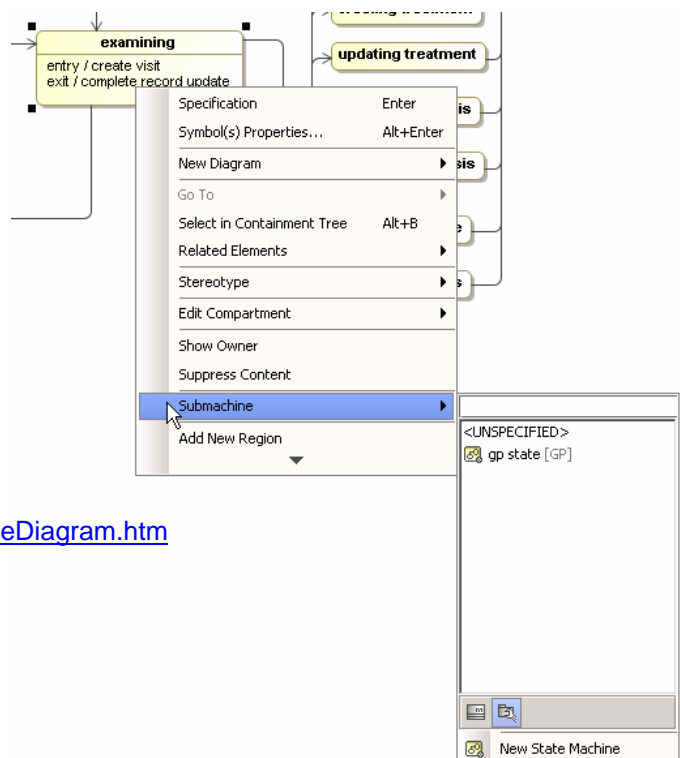 examining
entry / create visit
exit / complete record update
updating treatment
is
sis
Specification Enter
Symbol(s) Properties... Alt+Enter
New Diagram
Go To
Select in Containment Tree Alt+B
Related Elements
Stereotype
Edit Compartment
Show Owner
Suppress Content
Submachine
Add New Region
<UNSPECIFIED>
gp state [GP]
New State Machine
eDiagram.htm